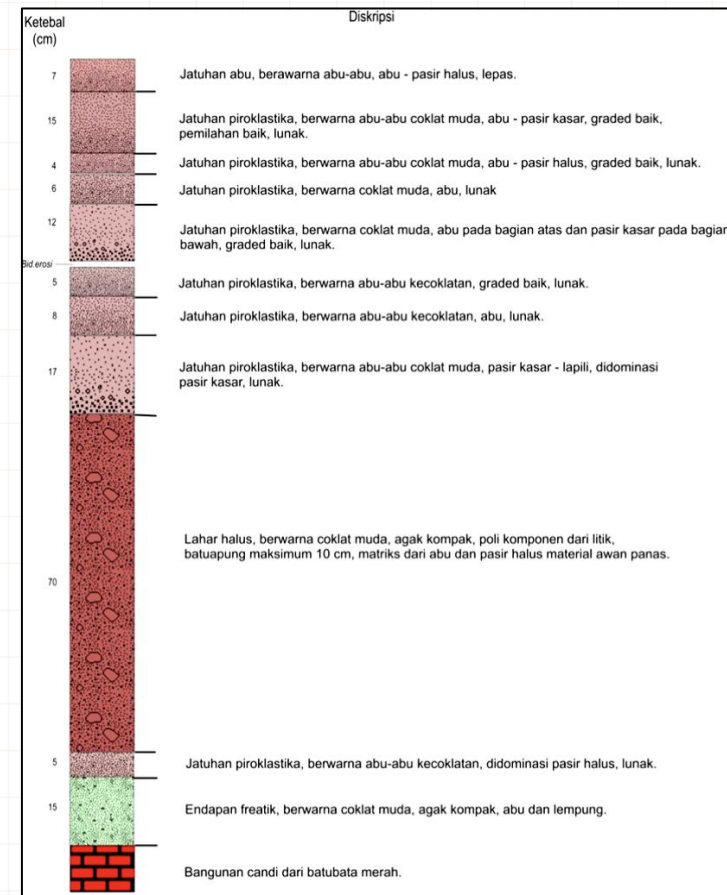 Ketebal
(cm)
Diskripsi
7
Jatuhan abu, berawarna abu-abu, abu - pasir halus, lepas.
15
Jatuhan piroklastika, berwarna abu-abu coklat muda, abu - pasir kasar, graded baik,
pemilahan baik, lunak.
4
Jatuhan piroklastika, berwarna abu-abu coklat muda, abu - pasir halus, graded baik, lunak.
6
Jatuhan piroklastika, berwarna coklat muda, abu, lunak
12
Jatuhan piroklastika, berwarna coklat muda, abu pada bagian atas dan pasir kasar pada bagian
bawah, graded baik, lunak.
Bid.erosi
5
Jatuhan piroklastika, berwarna abu-abu kecoklatan, graded baik, lunak.
8
Jatuhan piroklastika, berwarna abu-abu kecoklatan, abu, lunak.
17
Jatuhan piroklastika, berwarna abu-abu coklat muda, pasir kasar - lapili, didominasi
pasir kasar, lunak.
70
Lahar halus, berwarna coklat muda, agak kompak, poli komponen dari litik,
batuapung maksimum 10 cm, matriks dari abu dan pasir halus material awan panas.
5
Jatuhan piroklastika, berwarna abu-abu kecoklatan, didominasi pasir halus, lunak.
15
Endapan freatik, berwarna coklat muda, agak kompak, abu dan lempung.
Bangunan candi dari batubata merah.